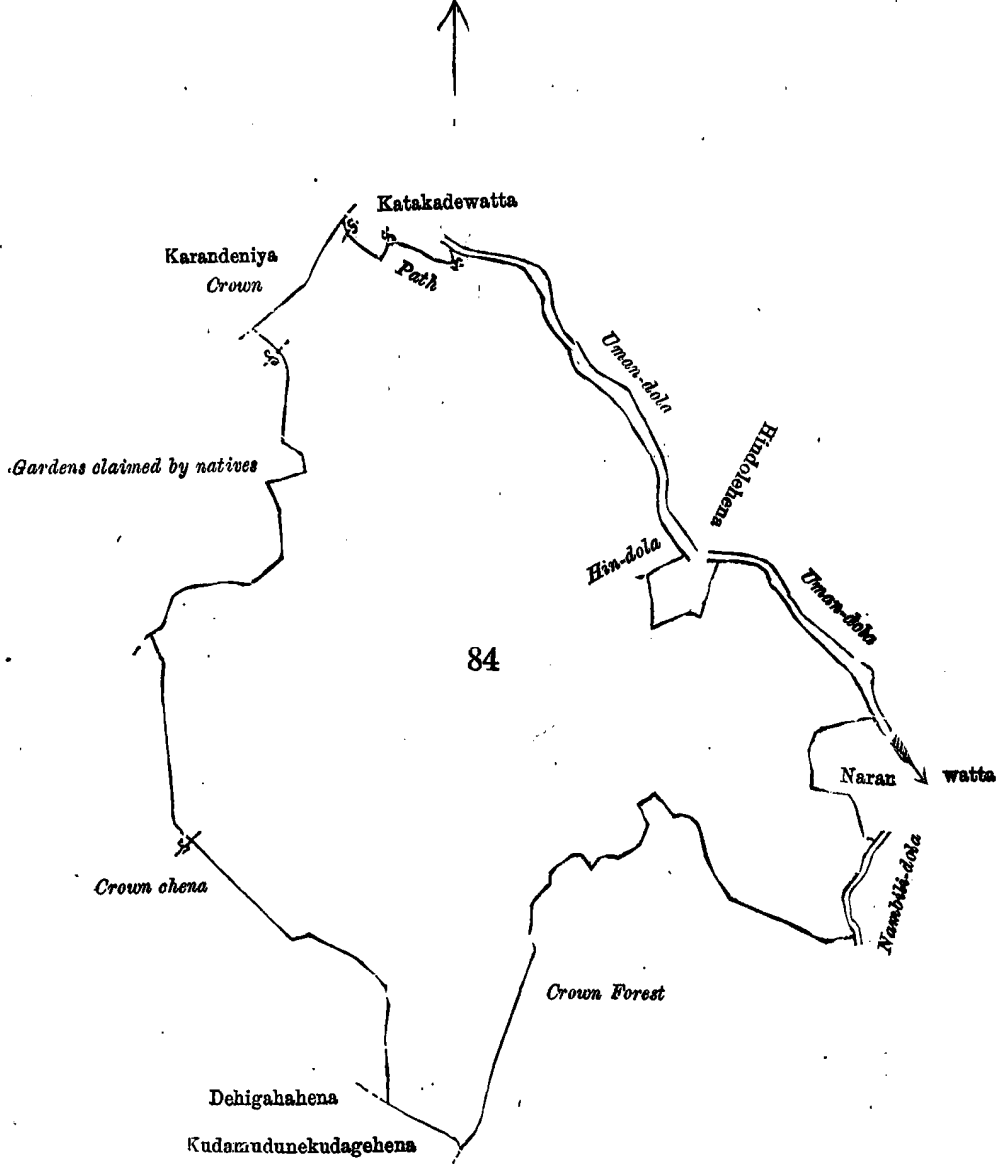 Katakadewatta
Karandeniya
Crown
Path
Uman-dola
Hindolehena
Gardens claimed by natives
Hin-dola
Uman-dola
84
Naran watta
Nambili-dola
Crown chena
Crown Forest
Dehigahahena
Kudamudunekudagehena